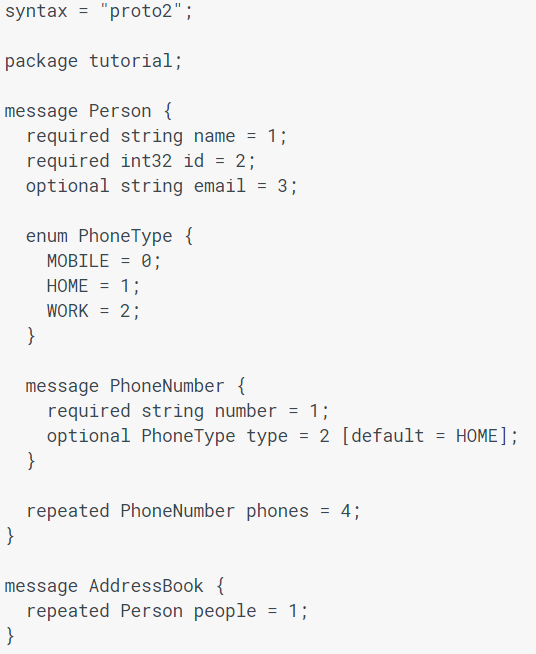 syntax = "proto2";

package tutorial;

message Person {
  required string name = 1;
  required int32 id = 2;
  optional string email = 3;

  enum PhoneType {
    MOBILE = 0;
    HOME = 1;
    WORK = 2;
  }

  message PhoneNumber {
    required string number = 1;
    optional PhoneType type = 2 [default = HOME];
  }

  repeated PhoneNumber phones = 4;
}

message AddressBook {
  repeated Person people = 1;
}